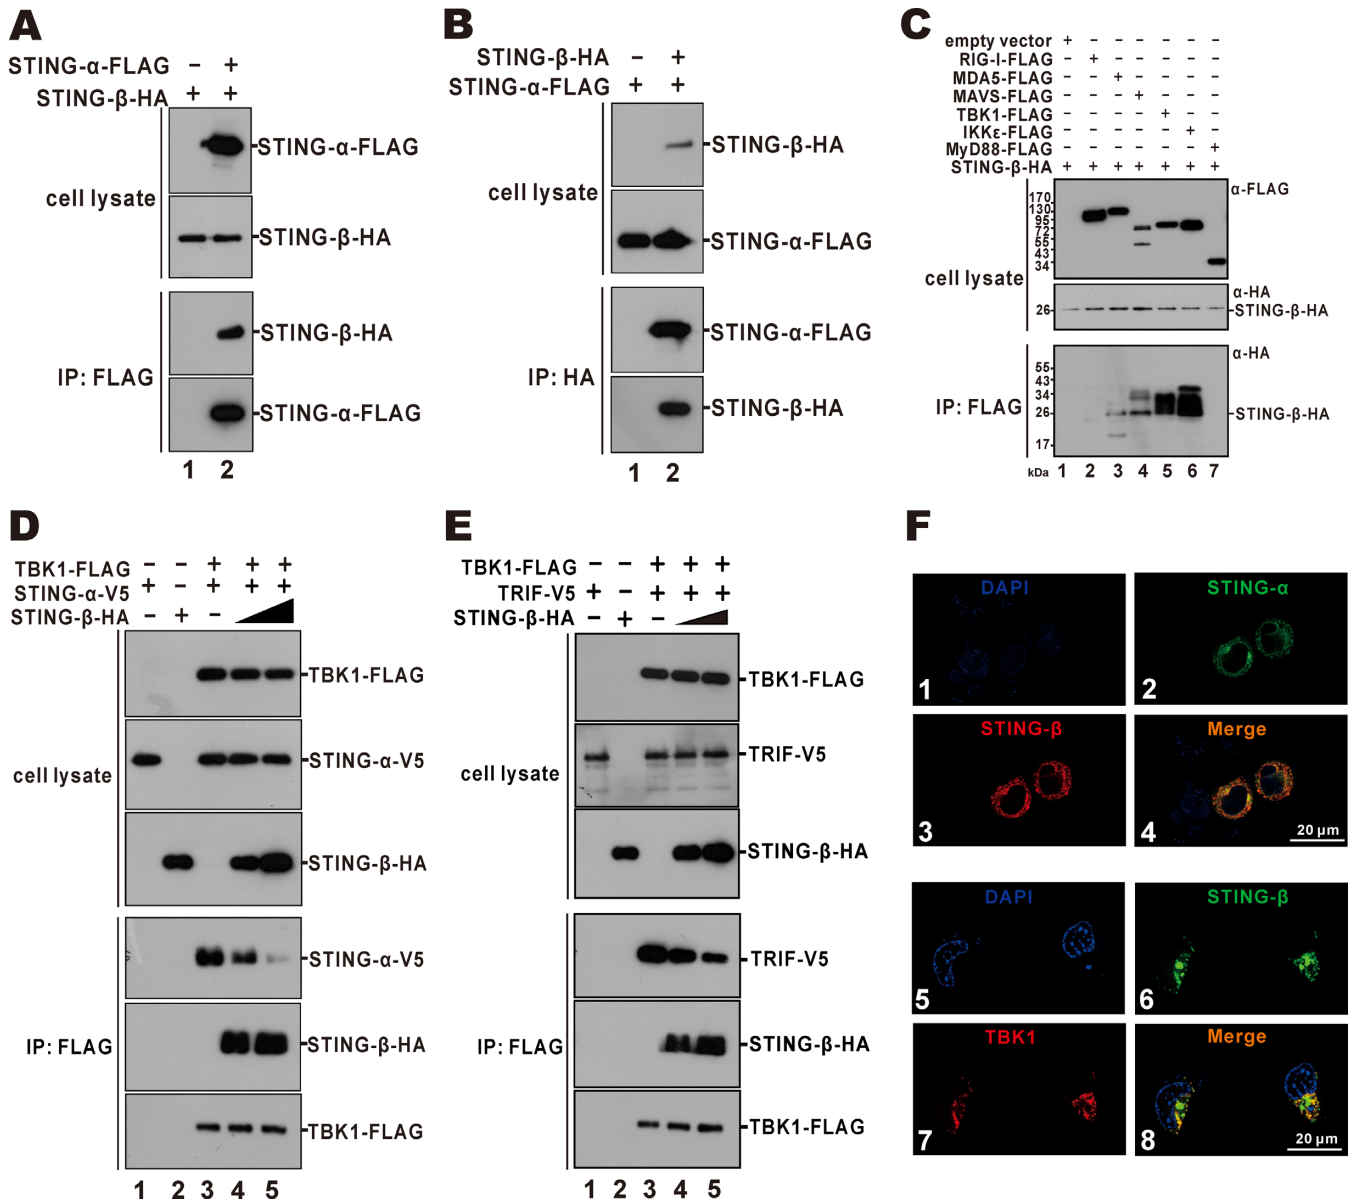 A
STING-α-FLAG – +
STING-β-HA + +
cell lysate
STING-α-FLAG
STING-β-HA
IP: FLAG
STING-β-HA
STING-α-FLAG
1 2
B
STING-β-HA – +
STING-α-FLAG + +
cell lysate
STING-β-HA
STING-α-FLAG
IP: HA
STING-α-FLAG
STING-β-HA
1 2
C
empty vector + – – – – – –
RIG-I-FLAG – + – – – – –
MDA5-FLAG – – + – – – –
MAVS-FLAG – – – + – – –
TBK1-FLAG – – – – + – –
IKKε-FLAG – – – – – + –
MyD88-FLAG – – – – – – +
STING-β-HA + + + + + + +
cell lysate
α-FLAG
170
130
95
72
55
43
34
α-HA
26
STING-β-HA
IP: FLAG
α-HA
55
43
34
26
STING-β-HA
17
kDa 1 2 3 4 5 6 7
D
TBK1-FLAG – – + + +
STING-α-V5 + – + + +
STING-β-HA – + –
cell lysate
TBK1-FLAG
STING-α-V5
STING-β-HA
IP: FLAG
STING-α-V5
STING-β-HA
TBK1-FLAG
1 2 3 4 5
E
TBK1-FLAG – – + + +
TRIF-V5 + – + + +
STING-β-HA – + –
cell lysate
TBK1-FLAG
TRIF-V5
STING-β-HA
IP: FLAG
TRIF-V5
STING-β-HA
TBK1-FLAG
1 2 3 4 5
F
DAPI
1
STING-α
2
STING-β
3
Merge
4
20 μm
DAPI
5
STING-β
6
TBK1
7
Merge
8
20 μm